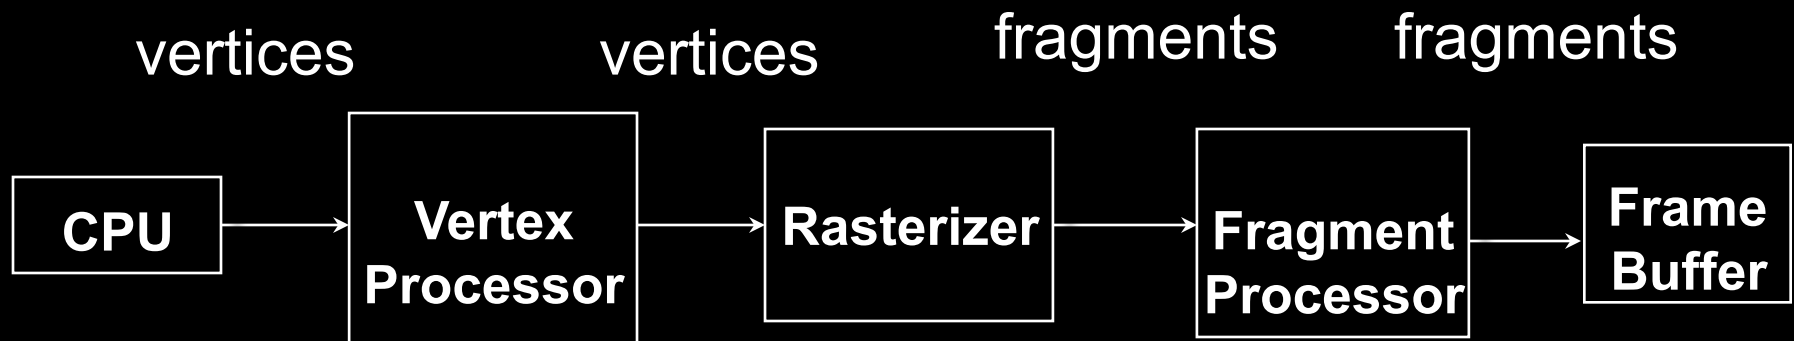 vertices
vertices
fragments
fragments
CPU
Vertex
Processor
Rasterizer
Fragment
Processor
Frame
Buffer